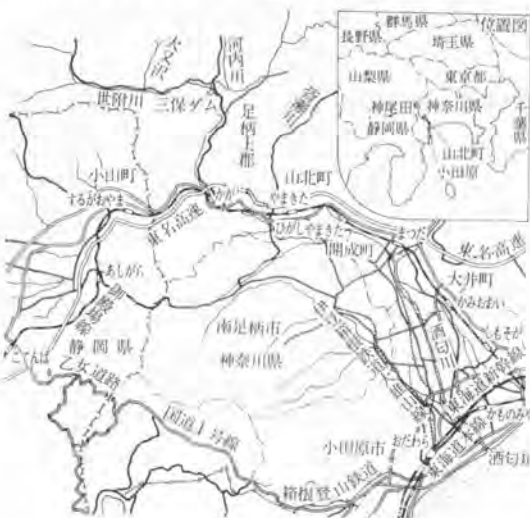 位置図
群馬県
長野県
埼玉県
山梨県
東京都
神尾田
神奈川県
静岡県
千葉県
山北町
小田原
河内川
世附川
三保ダム
足柄上郡
小山町
山北町
するがおやま
やまきた
東名高速
ひがしやまきた
まつだ
開成町
東名高速
あしがら
大井町
かみおおい
御殿場線
南足柄市
酒匂川
しもそが
静岡県
神奈川県
ごてんば
乙女道路
東海道新幹線
国道1号線
小田原市
おだわら
東海道本線
かものみや
箱根登山鉄道